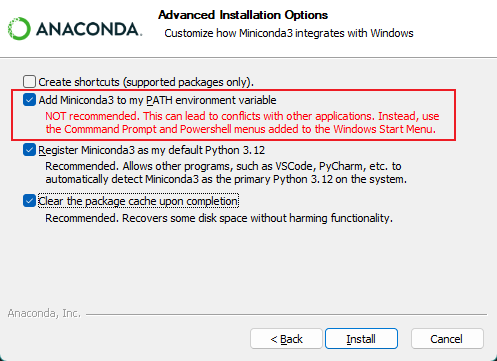 ANACONDA.
Advanced Installation Options
Customize how Miniconda3 integrates with Windows
Create shortcuts (supported packages only).
Add Miniconda3 to my PATH environment variable
NOT recommended. This can lead to conflicts with other applications. Instead, use
the Commmand Prompt and Powershell menus added to the Windows Start Menu.
Register Miniconda3 as my default Python 3.12
Recommended. Allows other programs, such as VSCode, PyCharm, etc. to
automatically detect Miniconda3 as the primary Python 3.12 on the system.
Clear the package cache upon completion
Recommended. Recovers some disk space without harming functionality.
Anaconda, Inc.
< Back
Install
Cancel